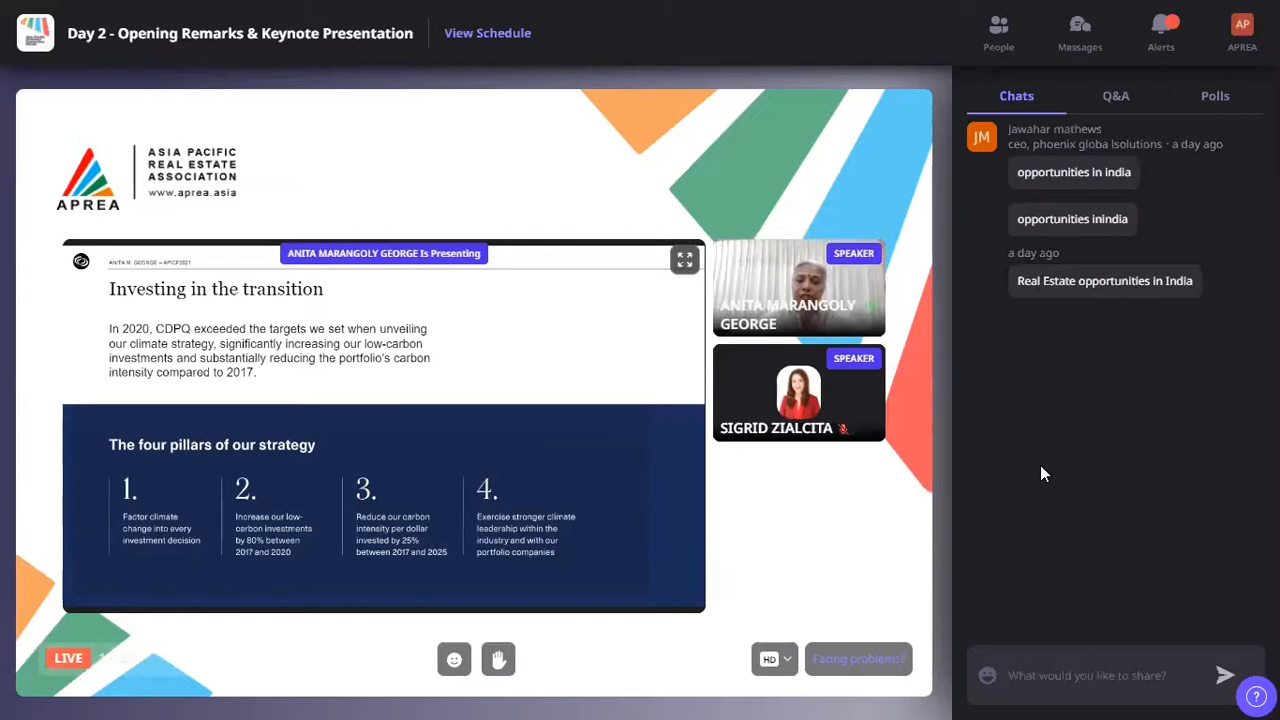 Day 2 - Opening Remarks & Keynote Presentation
View Schedule
People
Messages
Alerts
AP
APREA
ASIA PACIFIC
REAL ESTATE
ASSOCIATION
www.aprea.asia
APREA
ANITA MARANGOLY GEORGE Is Presenting
ANITA M. GEORGE – APICF2021
Investing in the transition
In 2020, CDPQ exceeded the targets we set when unveiling
our climate strategy, significantly increasing our low-carbon
investments and substantially reducing the portfolio's carbon
intensity compared to 2017.
The four pillars of our strategy
1.
Factor climate
change into every
investment decision
2.
Increase our low-
carbon investments
by 80% between
2017 and 2020
3.
Reduce our carbon
intensity per dollar
invested by 25%
between 2017 and 2025
4.
Exercise stronger climate
leadership within the
industry and with our
portfolio companies
SPEAKER
ANITA MARANGOLY
GEORGE
SPEAKER
SIGRID ZIALCITA
LIVE
HD
Facing problems?
Chats
Q&A
Polls
JM
jawahar mathews
ceo, phoenix globa lsolutions · a day ago
opportunities in india
opportunities inindia
a day ago
Real Estate opportunities in India
What would you like to share?
?